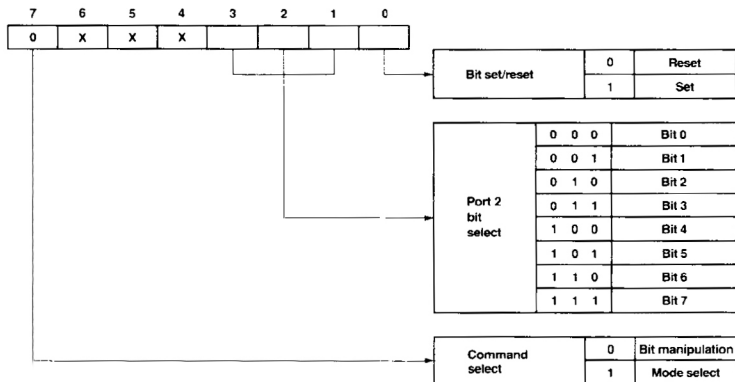 7 6 5 4 3 2 1 0
0 X X X
Bit set/reset
0 Reset
1 Set
Port 2
bit
select
0 0 0 Bit 0
0 0 1 Bit 1
0 1 0 Bit 2
0 1 1 Bit 3
1 0 0 Bit 4
1 0 1 Bit 5
1 1 0 Bit 6
1 1 1 Bit 7
Command
select
0 Bit manipulation
1 Mode select